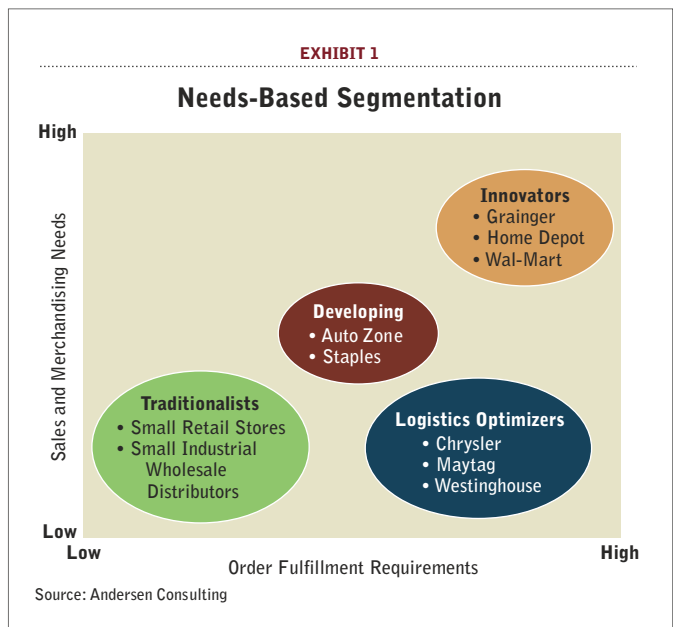 EXHIBIT 1
Needs-Based Segmentation
High
Sales and Merchandising Needs
Innovators
• Grainger
• Home Depot
• Wal-Mart
Developing
• Auto Zone
• Staples
Traditionalists
• Small Retail Stores
• Small Industrial
Wholesale
Distributors
Logistics Optimizers
• Chrysler
• Maytag
• Westinghouse
Low
Low
High
Order Fulfillment Requirements
Source: Andersen Consulting